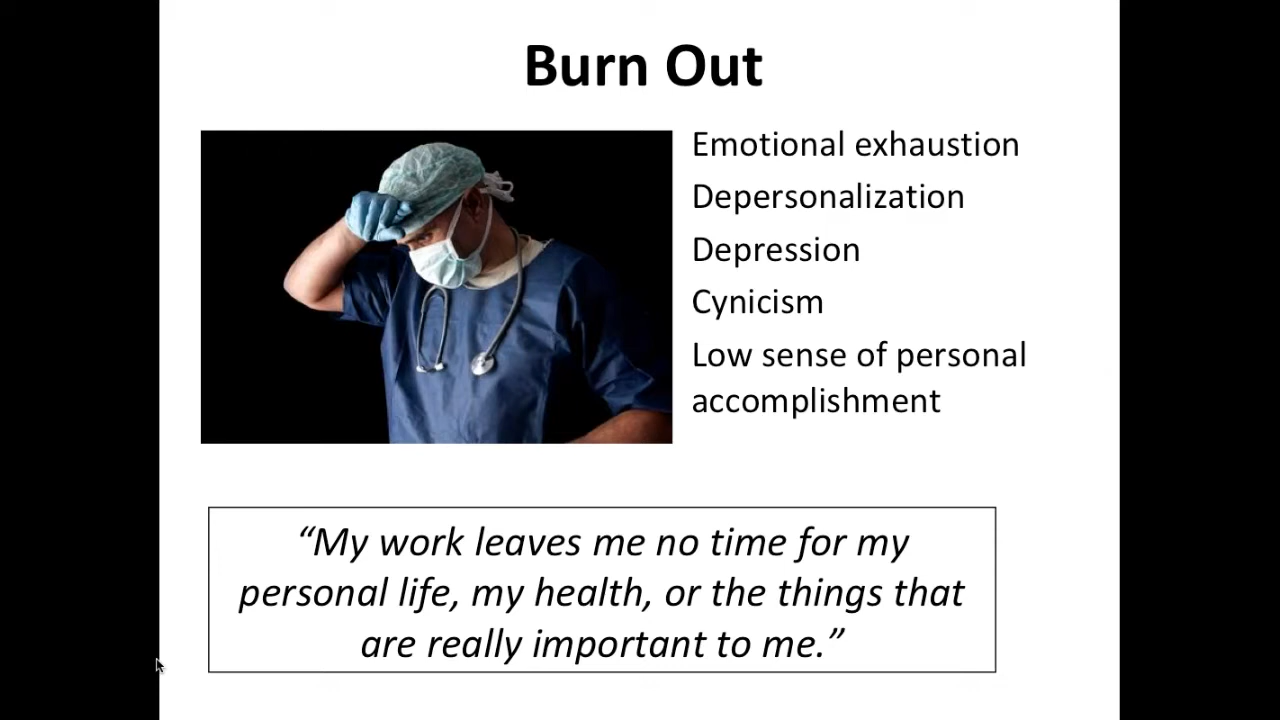 Burn Out
Emotional exhaustion
Depersonalization
Depression
Cynicism
Low sense of personal
accomplishment
“My work leaves me no time for my
personal life, my health, or the things that
are really important to me.”